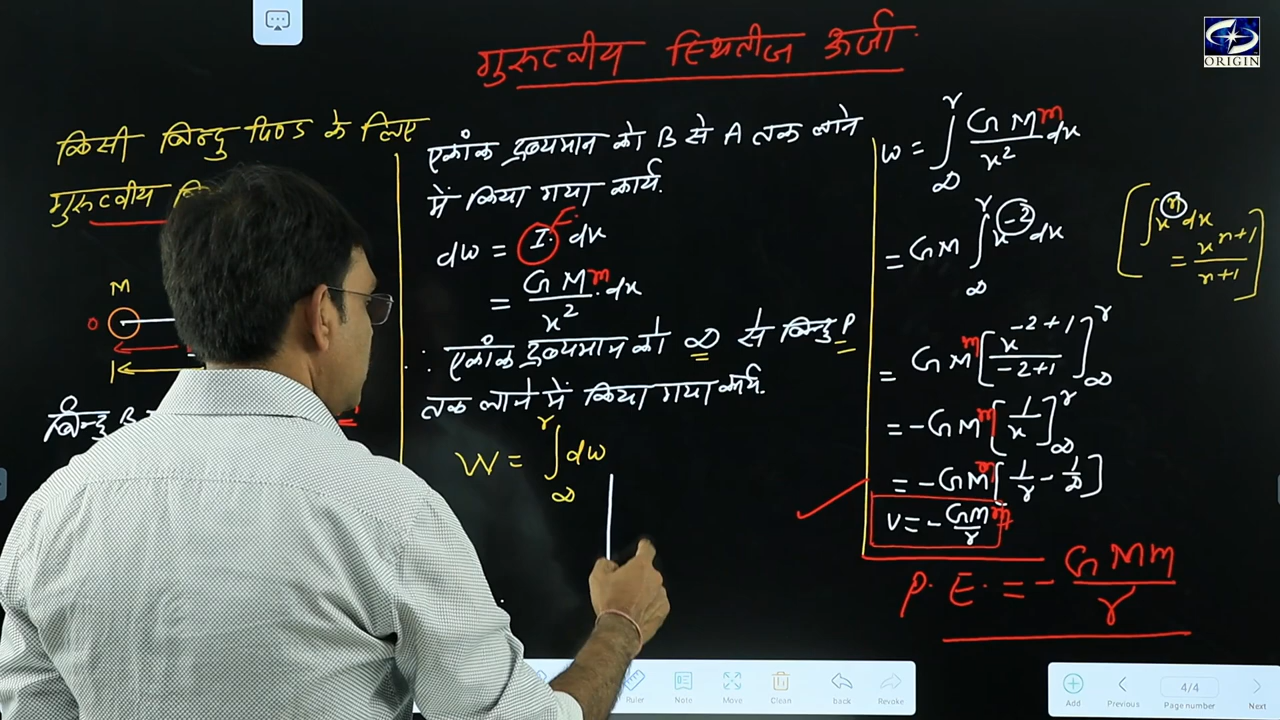 गुरुत्वीय स्थितीज ऊर्जा
ORIGIN
किसी बिन्दु पिण्ड के लिए
गुरुत्वीय
M
O
बिन्दु B
एकांक द्रव्यमान को B से A तक लाने
में किया गया कार्य.
dw = I. F. dx
= GMm/x² . dx
∴ एकांक द्रव्यमान को ∞ से बिन्दु P
तक लाने में किया गया कार्य.
W = ∫_∞^r dw
w = ∫_∞^r GMm/x² dx
= GM ∫_∞^r x^-2 dx
[∫x^n dx
= x^n+1/n+1]
= GMm [x^-2+1/-2+1]_∞^r
= -GMm [1/x]_∞^r
= -GMm [1/r - 1/∞]
V = -GMm/r
P.E. = - GMm/r
Ruler
Note
Move
Clean
back
Revoke
Add
Previous
4/4
Page number
Next